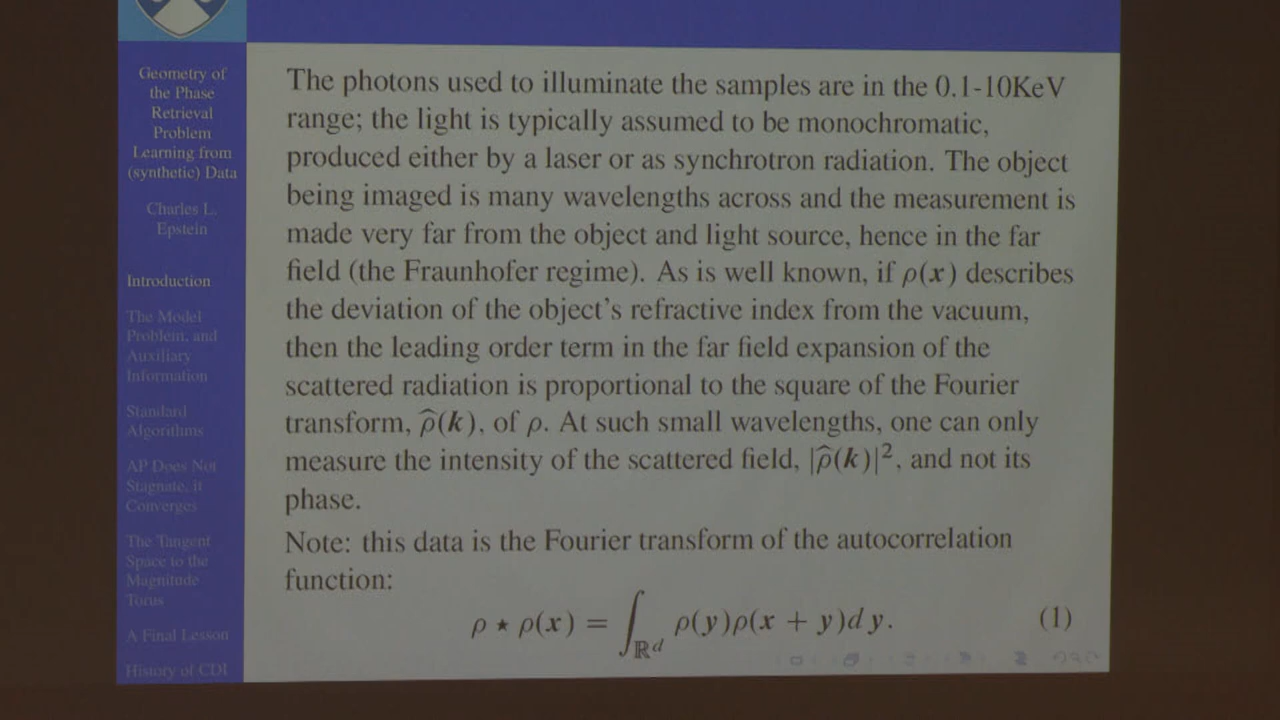 Geometry of
the Phase
Retrieval
Problem
Learning from
(synthetic) Data
Charles L.
Epstein
Introduction
The Model
Problem, and
Auxiliary
Information
Standard
Algorithms
AP Does Not
Stagnate, it
Converges
The Tangent
Space to the
Magnitude
Torus
A Final Lesson
History of CDI
The photons used to illuminate the samples are in the 0.1-10KeV
range; the light is typically assumed to be monochromatic,
produced either by a laser or as synchrotron radiation. The object
being imaged is many wavelengths across and the measurement is
made very far from the object and light source, hence in the far
field (the Fraunhofer regime). As is well known, if ρ(x) describes
the deviation of the object's refractive index from the vacuum,
then the leading order term in the far field expansion of the
scattered radiation is proportional to the square of the Fourier
transform, ρ̂(k), of ρ. At such small wavelengths, one can only
measure the intensity of the scattered field, |ρ̂(k)|², and not its
phase.
Note: this data is the Fourier transform of the autocorrelation
function:
ρ ⋆ ρ(x) = ∫_{ℝ^d} ρ(y)ρ(x + y)dy. (1)